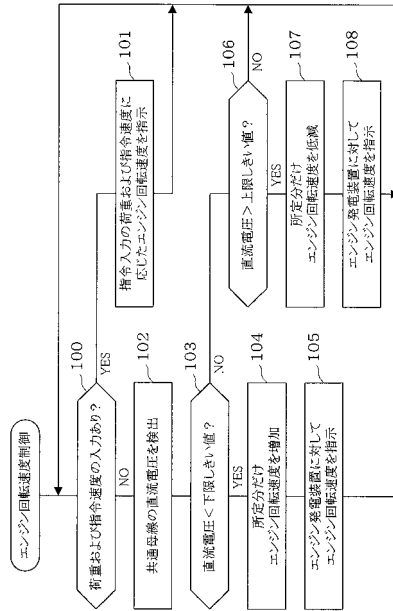 エンジン回転速度制御
100
荷重および指令速度の入力あり?
YES
NO
101
指令入力の荷重および指令速度に
応じたエンジン回転速度を指示
102
共通母線の直流電圧を検出
103
直流電圧<下限しきい値?
NO
YES
104
所定分だけ
エンジン回転速度を増加
105
エンジン発電装置に対して
エンジン回転速度を指示
106
直流電圧>上限しきい値?
NO
YES
107
所定分だけ
エンジン回転速度を低減
108
エンジン発電装置に対して
エンジン回転速度を指示